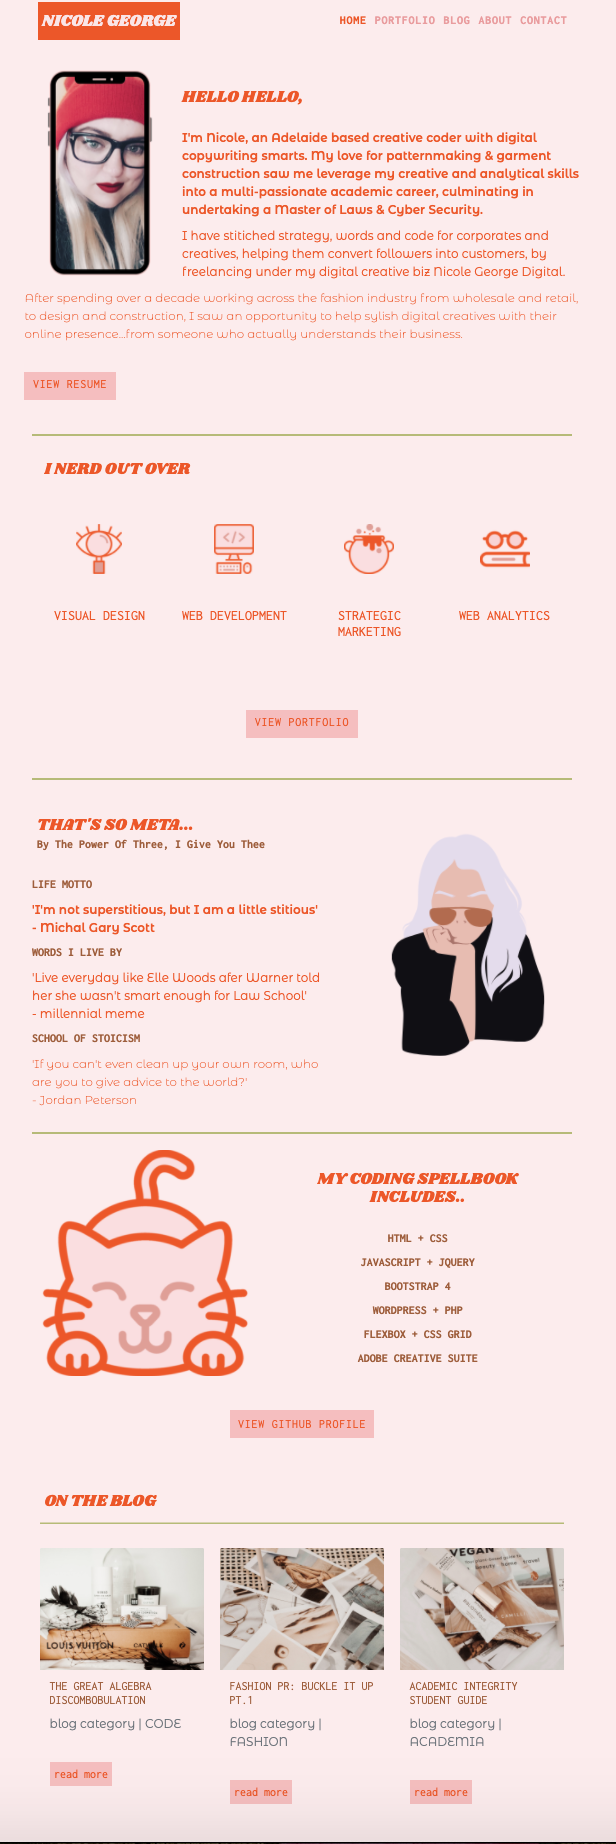 NICOLE GEORGE
HOME PORTFOLIO BLOG ABOUT CONTACT
HELLO HELLO,
I'm Nicole, an Adelaide based creative coder with digital
copywriting smarts. My love for patternmaking & garment
construction saw me leverage my creative and analytical skills
into a multi-passionate academic career, culminating in
undertaking a Master of Laws & Cyber Security.
I have stitiched strategy, words and code for corporates and
creatives, helping them convert followers into customers, by
freelancing under my digital creative biz Nicole George Digital.
After spending over a decade working across the fashion industry from wholesale and retail,
to design and construction, I saw an opportunity to help sylish digital creatives with their
online presence...from someone who actually understands their business.
VIEW RESUME
I NERD OUT OVER
VISUAL DESIGN
WEB DEVELOPMENT
STRATEGIC
MARKETING
WEB ANALYTICS
VIEW PORTFOLIO
THAT'S SO META...
By The Power Of Three, I Give You Thee
LIFE MOTTO
'I'm not superstitious, but I am a little stitious'
- Michal Gary Scott
WORDS I LIVE BY
'Live everyday like Elle Woods afer Warner told
her she wasn't smart enough for Law School'
- millennial meme
SCHOOL OF STOICISM
'If you can't even clean up your own room, who
are you to give advice to the world?'
- Jordan Peterson
MY CODING SPELLBOOK
INCLUDES..
HTML + CSS
JAVASCRIPT + JQUERY
BOOTSTRAP 4
WORDPRESS + PHP
FLEXBOX + CSS GRID
ADOBE CREATIVE SUITE
VIEW GITHUB PROFILE
ON THE BLOG
LOUIS VUITTON
VEGAN
THE GREAT ALGEBRA
DISCOMBOBULATION
blog category | CODE
read more
FASHION PR: BUCKLE IT UP
PT.1
blog category |
FASHION
read more
ACADEMIC INTEGRITY
STUDENT GUIDE
blog category |
ACADEMIA
read more